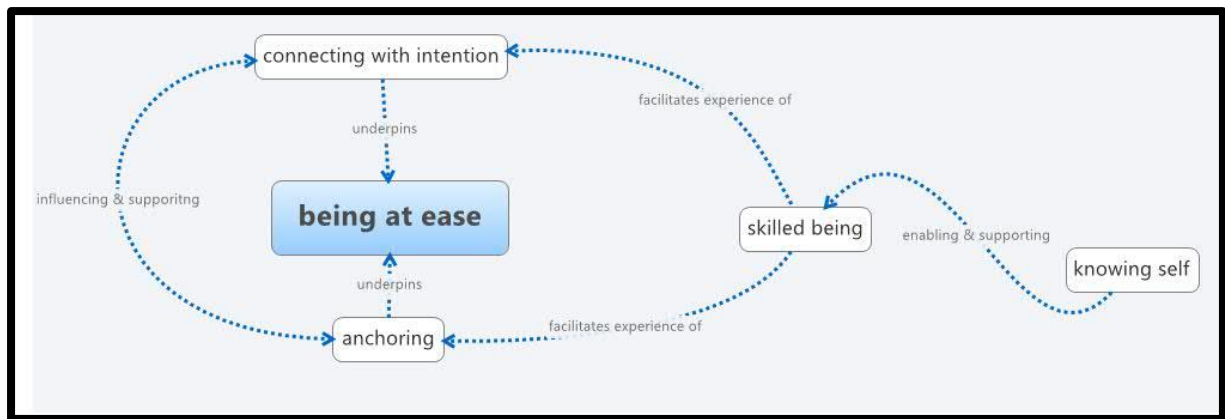 connecting with intention
facilitates experience of
underpins
influencing & supporitng
being at ease
skilled being
enabling & supporting
knowing self
underpins
facilitates experience of
anchoring